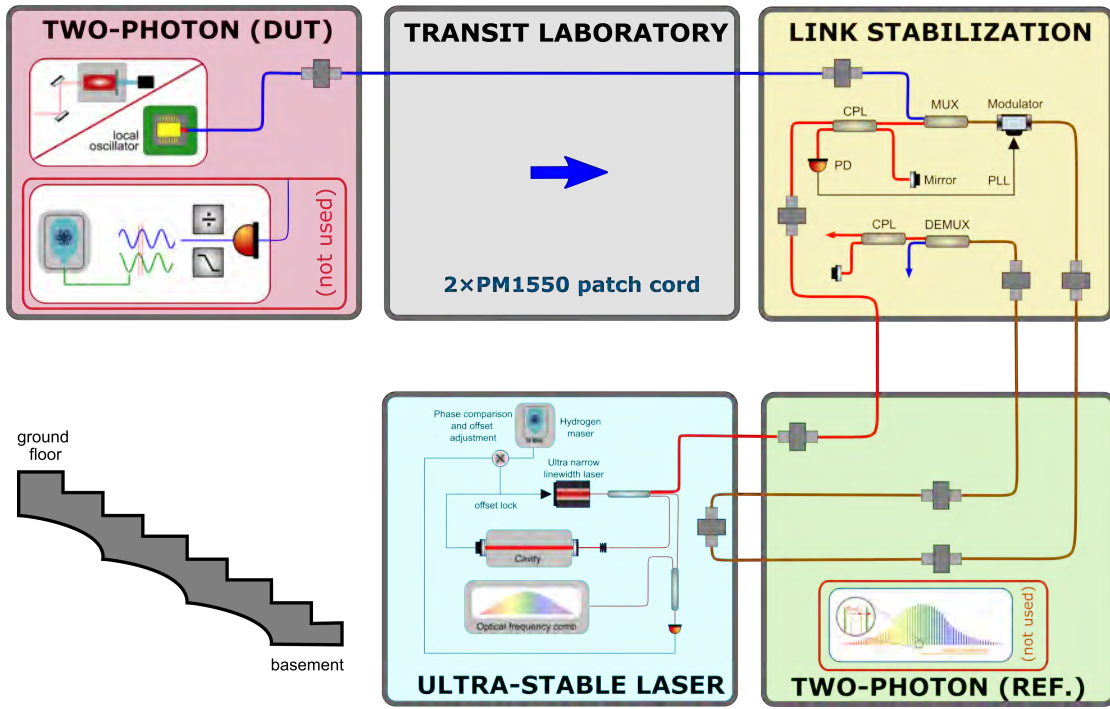 TWO-PHOTON (DUT)
local
oscillator
÷
(not used)
TRANSIT LABORATORY
2×PM1550 patch cord
LINK STABILIZATION
CPL
MUX
Modulator
PD
Mirror
PLL
CPL
DEMUX
ground
floor
basement
Phase comparison
and offset
adjustment
Hydrogen
maser
Ultra narrow
linewidth laser
offset lock
Cavity
Optical frequency comb
ULTRA-STABLE LASER
(not used)
TWO-PHOTON (REF.)